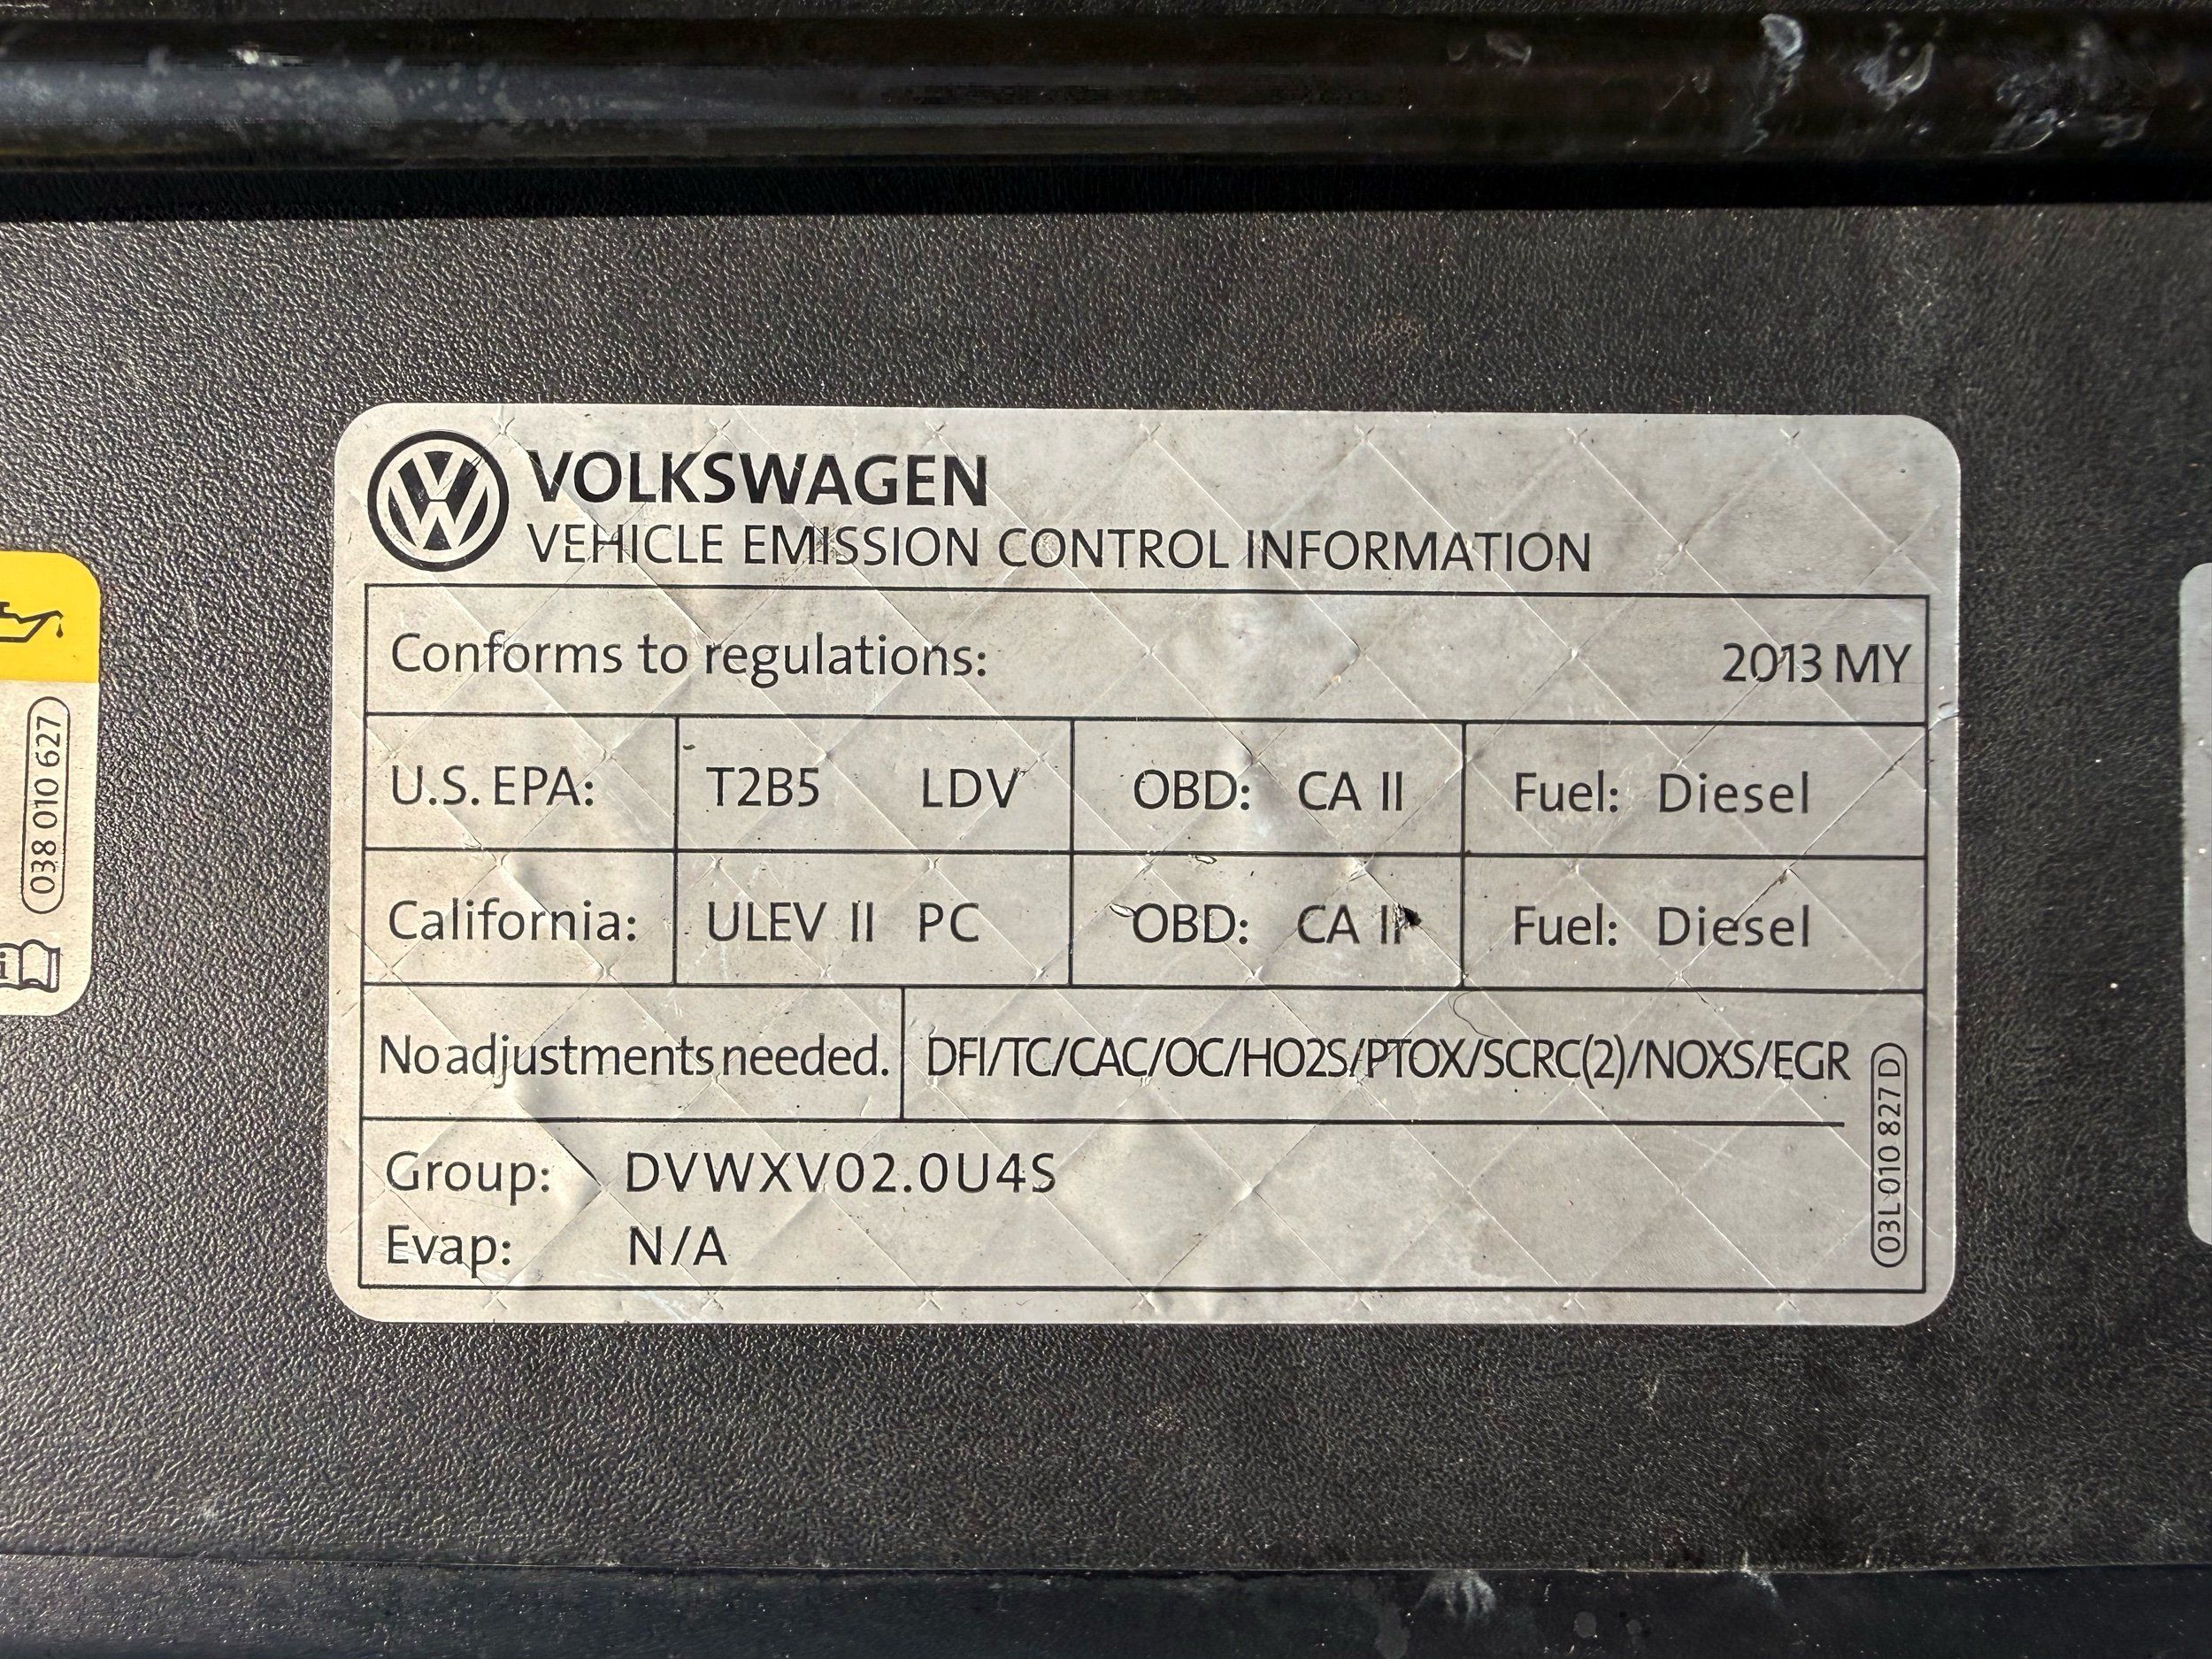 VOLKSWAGEN
VEHICLE EMISSION CONTROL INFORMATION
Conforms to regulations: 2013 MY
U.S. EPA: T2B5 LDV OBD: CA II Fuel: Diesel
California: ULEV II PC OBD: CA II Fuel: Diesel
No adjustments needed. DFI/TC/CAC/OC/HO2S/PTOX/SCRC(2)/NOXS/EGR
Group: DVWXV02.0U4S
Evap: N/A
03L 010 827 D
038 010 627
i